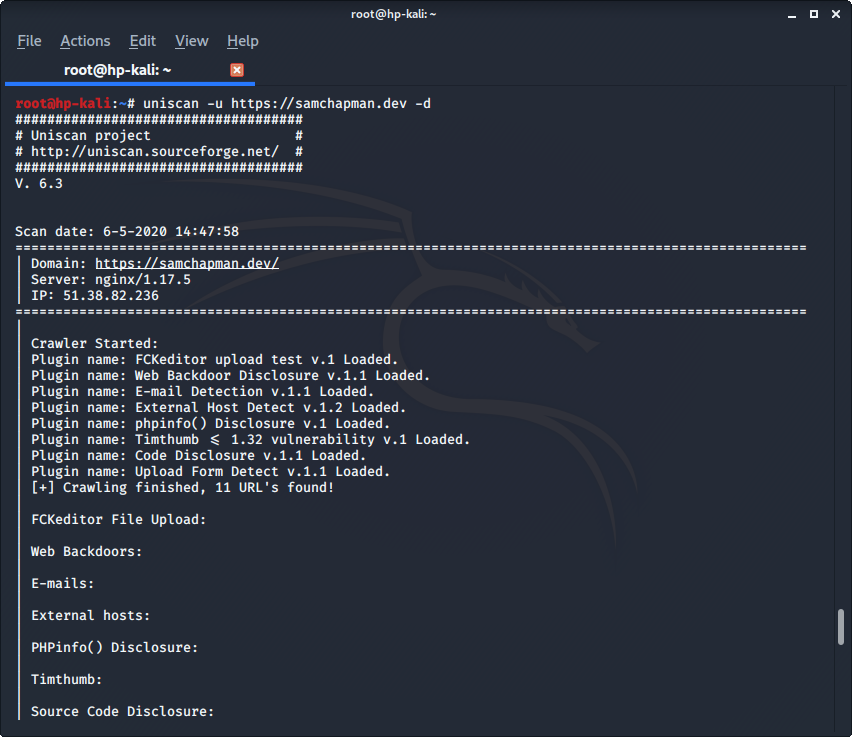 root@hp-kali: ~
File Actions Edit View Help
root@hp-kali: ~
root@hp-kali:~# uniscan -u https://samchapman.dev -d
####################################
# Uniscan project                  #
# http://uniscan.sourceforge.net/  #
####################################
V. 6.3
Scan date: 6-5-2020 14:47:58
===================================================================================================
| Domain: https://samchapman.dev/
| Server: nginx/1.17.5
| IP: 51.38.82.236
===================================================================================================
|
| Crawler Started:
| Plugin name: FCKeditor upload test v.1 Loaded.
| Plugin name: Web Backdoor Disclosure v.1.1 Loaded.
| Plugin name: E-mail Detection v.1.1 Loaded.
| Plugin name: External Host Detect v.1.2 Loaded.
| Plugin name: phpinfo() Disclosure v.1 Loaded.
| Plugin name: Timthumb <= 1.32 vulnerability v.1 Loaded.
| Plugin name: Code Disclosure v.1.1 Loaded.
| Plugin name: Upload Form Detect v.1.1 Loaded.
| [+] Crawling finished, 11 URL's found!
|
| FCKeditor File Upload:
|
| Web Backdoors:
|
| E-mails:
|
| External hosts:
|
| PHPinfo() Disclosure:
|
| Timthumb:
|
| Source Code Disclosure: